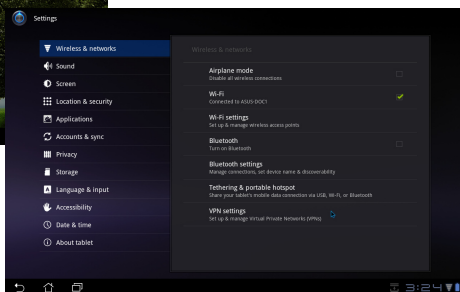 Settings
Wireless & networks
Sound
Screen
Location & security
Applications
Accounts & sync
Privacy
Storage
Language & input
Accessibility
Date & time
About tablet
Wireless & networks
Airplane mode
Disable all wireless connections
Wi-Fi
Connected to ASUS-DOC1
Wi-Fi settings
Set up & manage wireless access points
Bluetooth
Turn on Bluetooth
Bluetooth settings
Manage connections, set device name & discoverability
Tethering & portable hotspot
Share your tablet's mobile data connection via USB, Wi-Fi, or Bluetooth
VPN settings
Set up & manage Virtual Private Networks (VPNs)
3:24